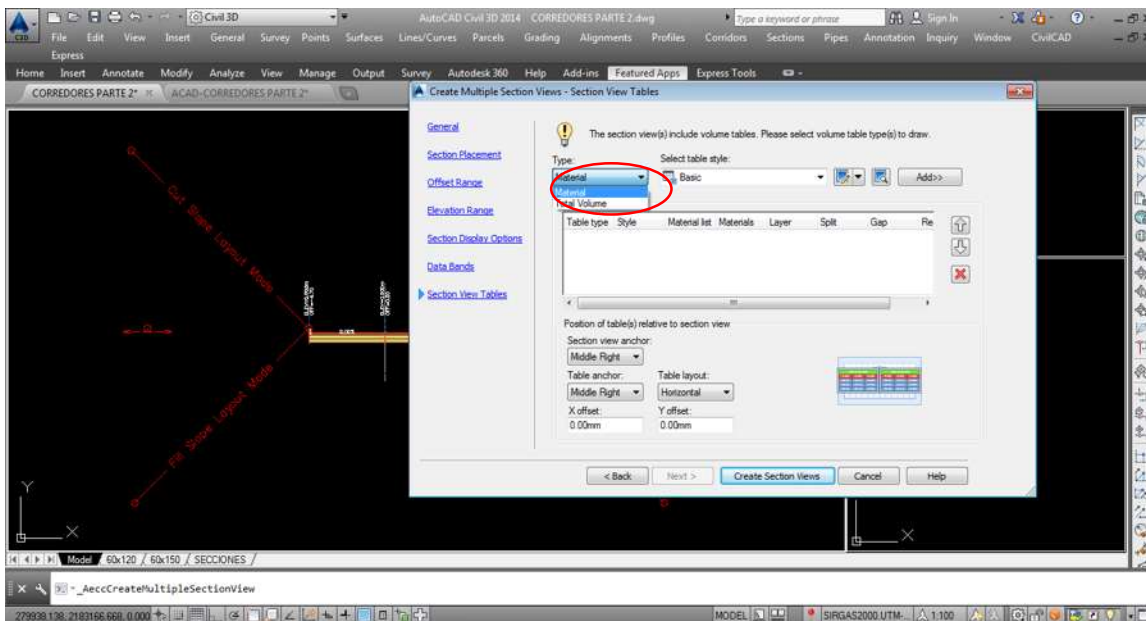 Civil 3D
AutoCAD Civil 3D 2014 CORREDORES PARTE 2.dwg
Type a keyword or phrase
Sign In
C3D
File Edit View Insert General Survey Points Surfaces Lines/Curves Parcels Grading Alignments Profiles Corridors Sections Pipes Annotation Inquiry Window CivilCAD
Express
Home Insert Annotate Modify Analyze View Manage Output Survey Autodesk 360 Help Add-ins Featured Apps Express Tools
CORREDORES PARTE 2* ACAD-CORREDORES PARTE 2*
Create Multiple Section Views - Section View Tables
General
Section Placement
Offset Range
Elevation Range
Section Display Options
Data Bands
Section View Tables
The section view(s) include volume tables. Please select volume table type(s) to draw.
Type:
Select table style:
Material
Basic
Add>>
Material
Total Volume
Table type Style Material list Materials Layer Split Gap Re
Position of table(s) relative to section view
Section view anchor:
Middle Right
Table anchor:
Table layout:
Middle Right
Horizontal
X offset:
Y offset:
0.00mm
0.00mm
< Back
Next >
Create Section Views
Cancel
Help
Cut Slope Layout Mode
Fill Slope Layout Mode
Y
X
X
Model 60x120 60x150 SECCIONES
_AeccCreateMultipleSectionView
MODEL
SIRGAS2000.UTM-...
1:100